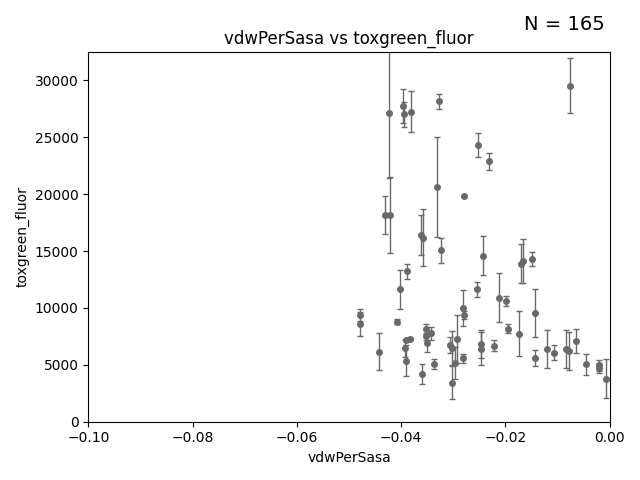 N = 165
vdwPerSasa vs toxgreen_fluor
toxgreen_fluor
30000
25000
20000
15000
10000
5000
0
−0.10 −0.08 −0.06 −0.04 −0.02 0.00
vdwPerSasa